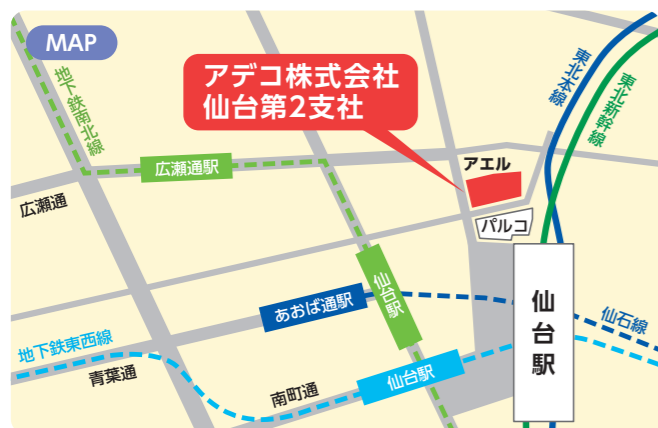 MAP
アデコ株式会社
仙台第2支社
地下鉄南北線
東北本線
東北新幹線
広瀬通駅
アエル
広瀬通
パルコ
仙台駅
あおば通駅
仙台駅
仙石線
地下鉄東西線
青葉通
南町通
仙台駅